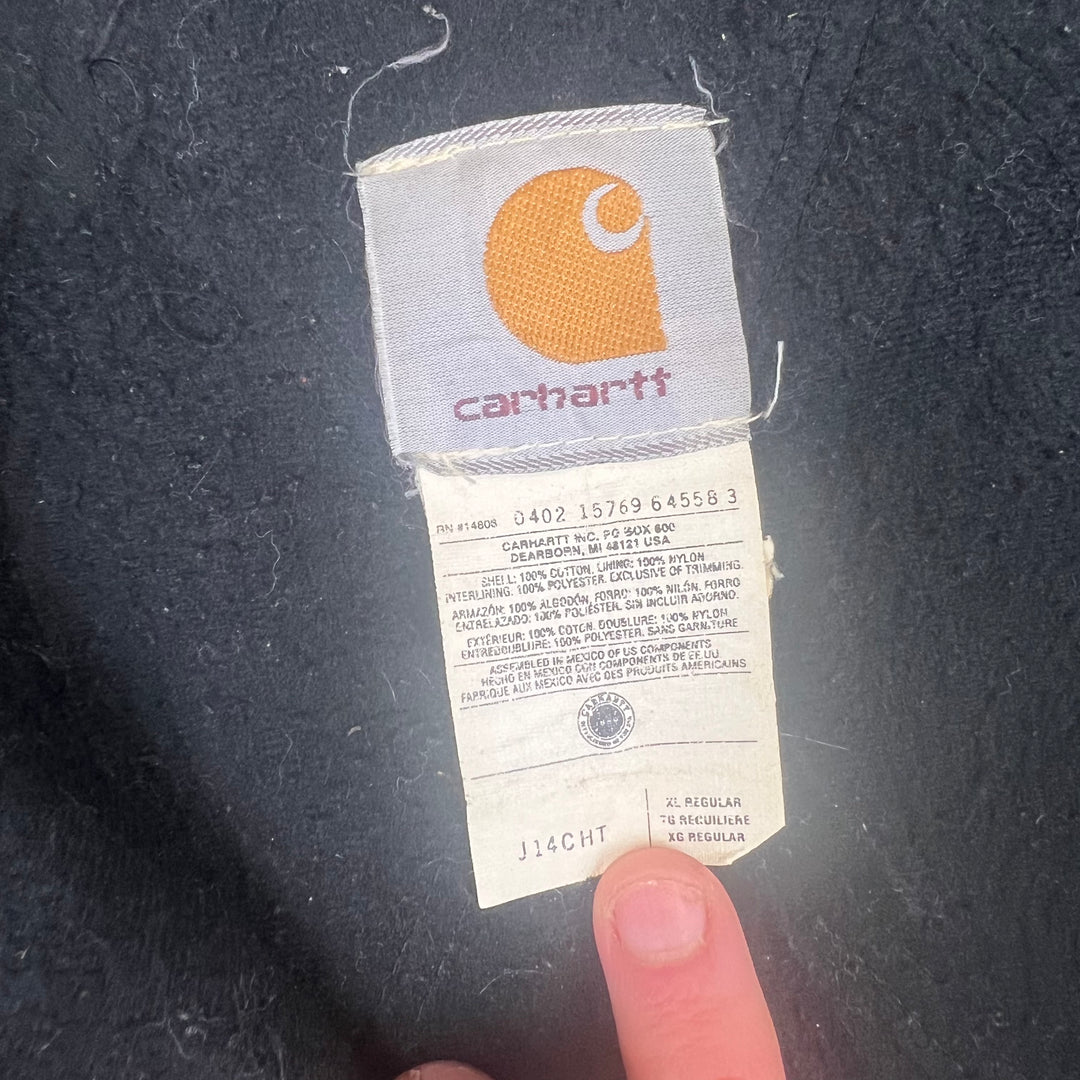 carhartt
RN #14806 0402 15769 64558 3
CARHARTT INC. PO BOX 600
DEARBORN, MI 48121 USA
SHELL: 100% COTTON. LINING: 100% NYLON
INTERLINING: 100% POLYESTER. EXCLUSIVE OF TRIMMING.
ARMAZÓN: 100% ALGODÓN, FORRO: 100% NILÓN. FORRO
ENTRELAZADO: 100% POLIÉSTER. SIN INCLUIR ADORNO.
EXTÉRIEUR: 100% COTON. DOUBLURE: 100% NYLON
ENTREDOUBLURE: 100% POLYESTER. SANS GARNITURE
ASSEMBLED IN MEXICO OF US COMPONENTS
HECHO EN MEXICO CON COMPONENTS DE EE.UU.
FABRIQUE AUX MEXICO AVEC DES PRODUITS AMERICAINS
CARHARTT
J14CHT
XL REGULAR
TG REGUILIERE
XG REGULAR